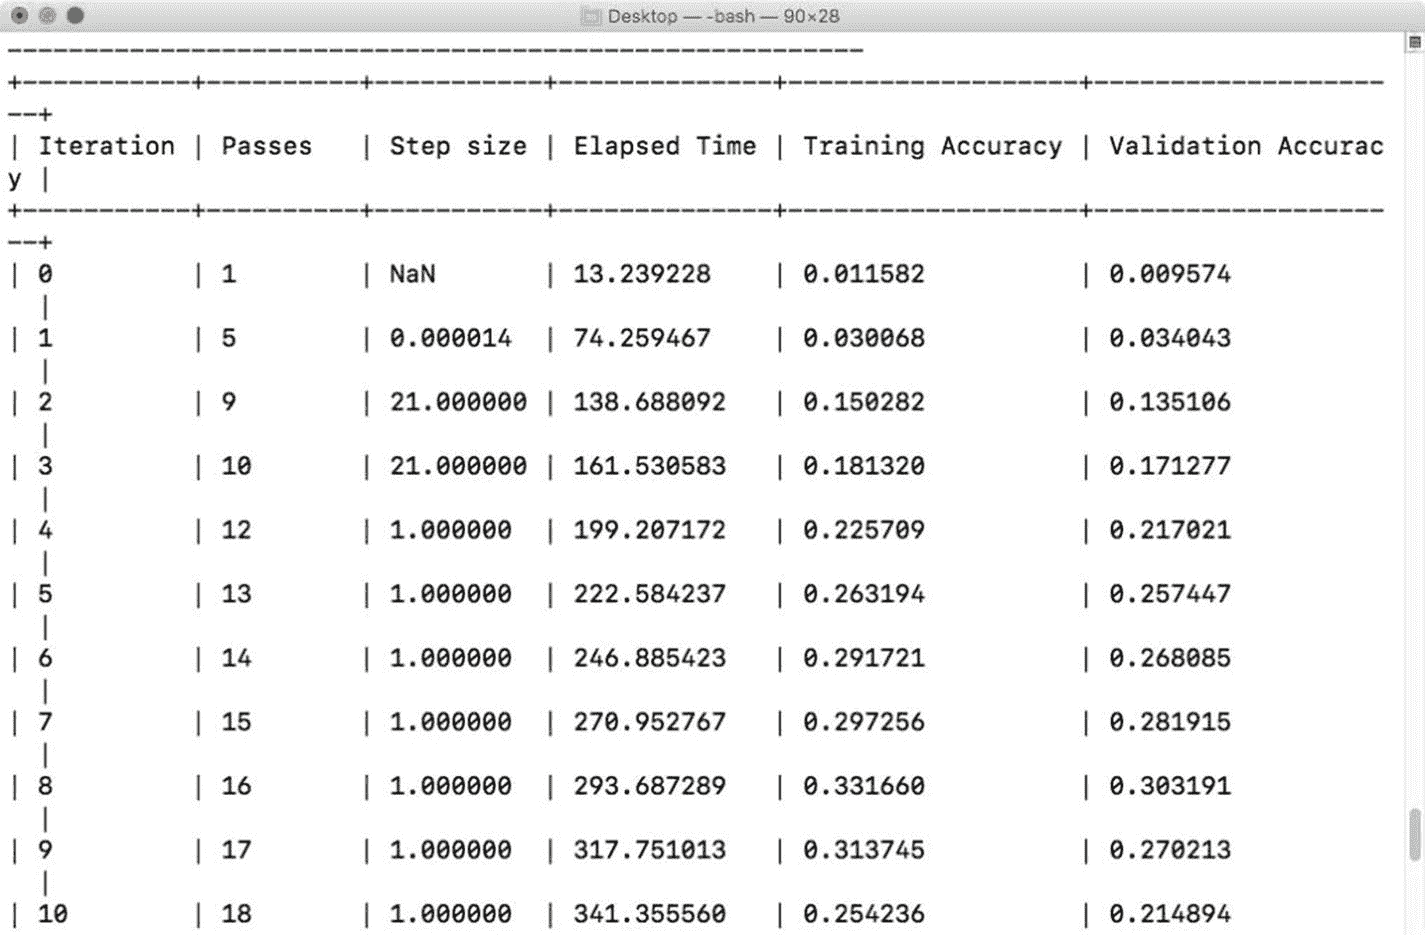 Desktop — -bash — 90×28
--------------------------------------------------------
+-----------+----------+-----------+--------------+-------------------+-------------------
--+
| Iteration | Passes   | Step size | Elapsed Time | Training Accuracy | Validation Accurac
y |
+-----------+----------+-----------+--------------+-------------------+-------------------
--+
| 0         | 1        | NaN       | 13.239228    | 0.011582          | 0.009574
  |
| 1         | 5        | 0.000014  | 74.259467    | 0.030068          | 0.034043
  |
| 2         | 9        | 21.000000 | 138.688092   | 0.150282          | 0.135106
  |
| 3         | 10       | 21.000000 | 161.530583   | 0.181320          | 0.171277
  |
| 4         | 12       | 1.000000  | 199.207172   | 0.225709          | 0.217021
  |
| 5         | 13       | 1.000000  | 222.584237   | 0.263194          | 0.257447
  |
| 6         | 14       | 1.000000  | 246.885423   | 0.291721          | 0.268085
  |
| 7         | 15       | 1.000000  | 270.952767   | 0.297256          | 0.281915
  |
| 8         | 16       | 1.000000  | 293.687289   | 0.331660          | 0.303191
  |
| 9         | 17       | 1.000000  | 317.751013   | 0.313745          | 0.270213
  |
| 10        | 18       | 1.000000  | 341.355560   | 0.254236          | 0.214894